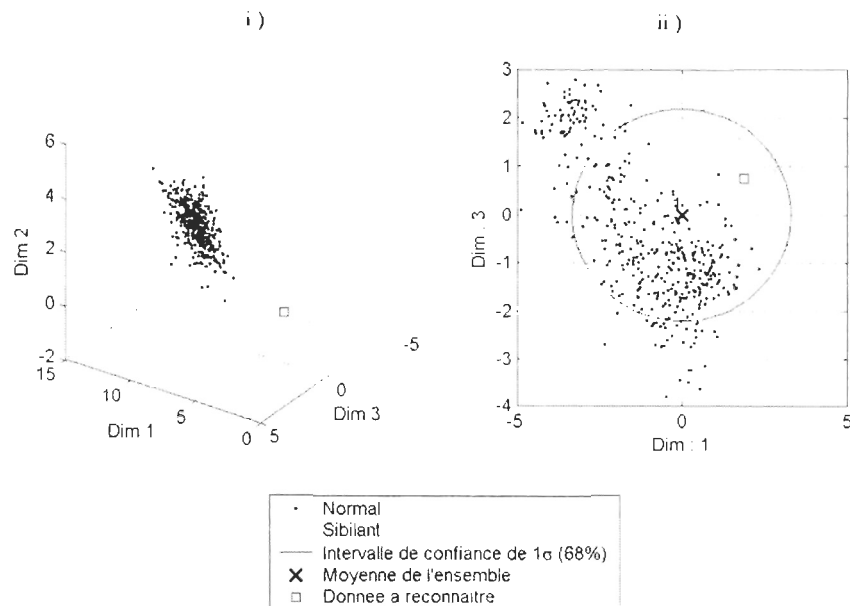 i )
6
4
2
0
-2
Dim 2
15
10
5
0
Dim 1
5
0
-5
Dim 3
ii )
3
2
1
0
-1
-2
-3
-4
Dim : 3
-5
0
5
Dim : 1
Normal
Sibilant
Intervalle de confiance de 1σ (68%)
Moyenne de l'ensemble
Donnee a reconnaitre